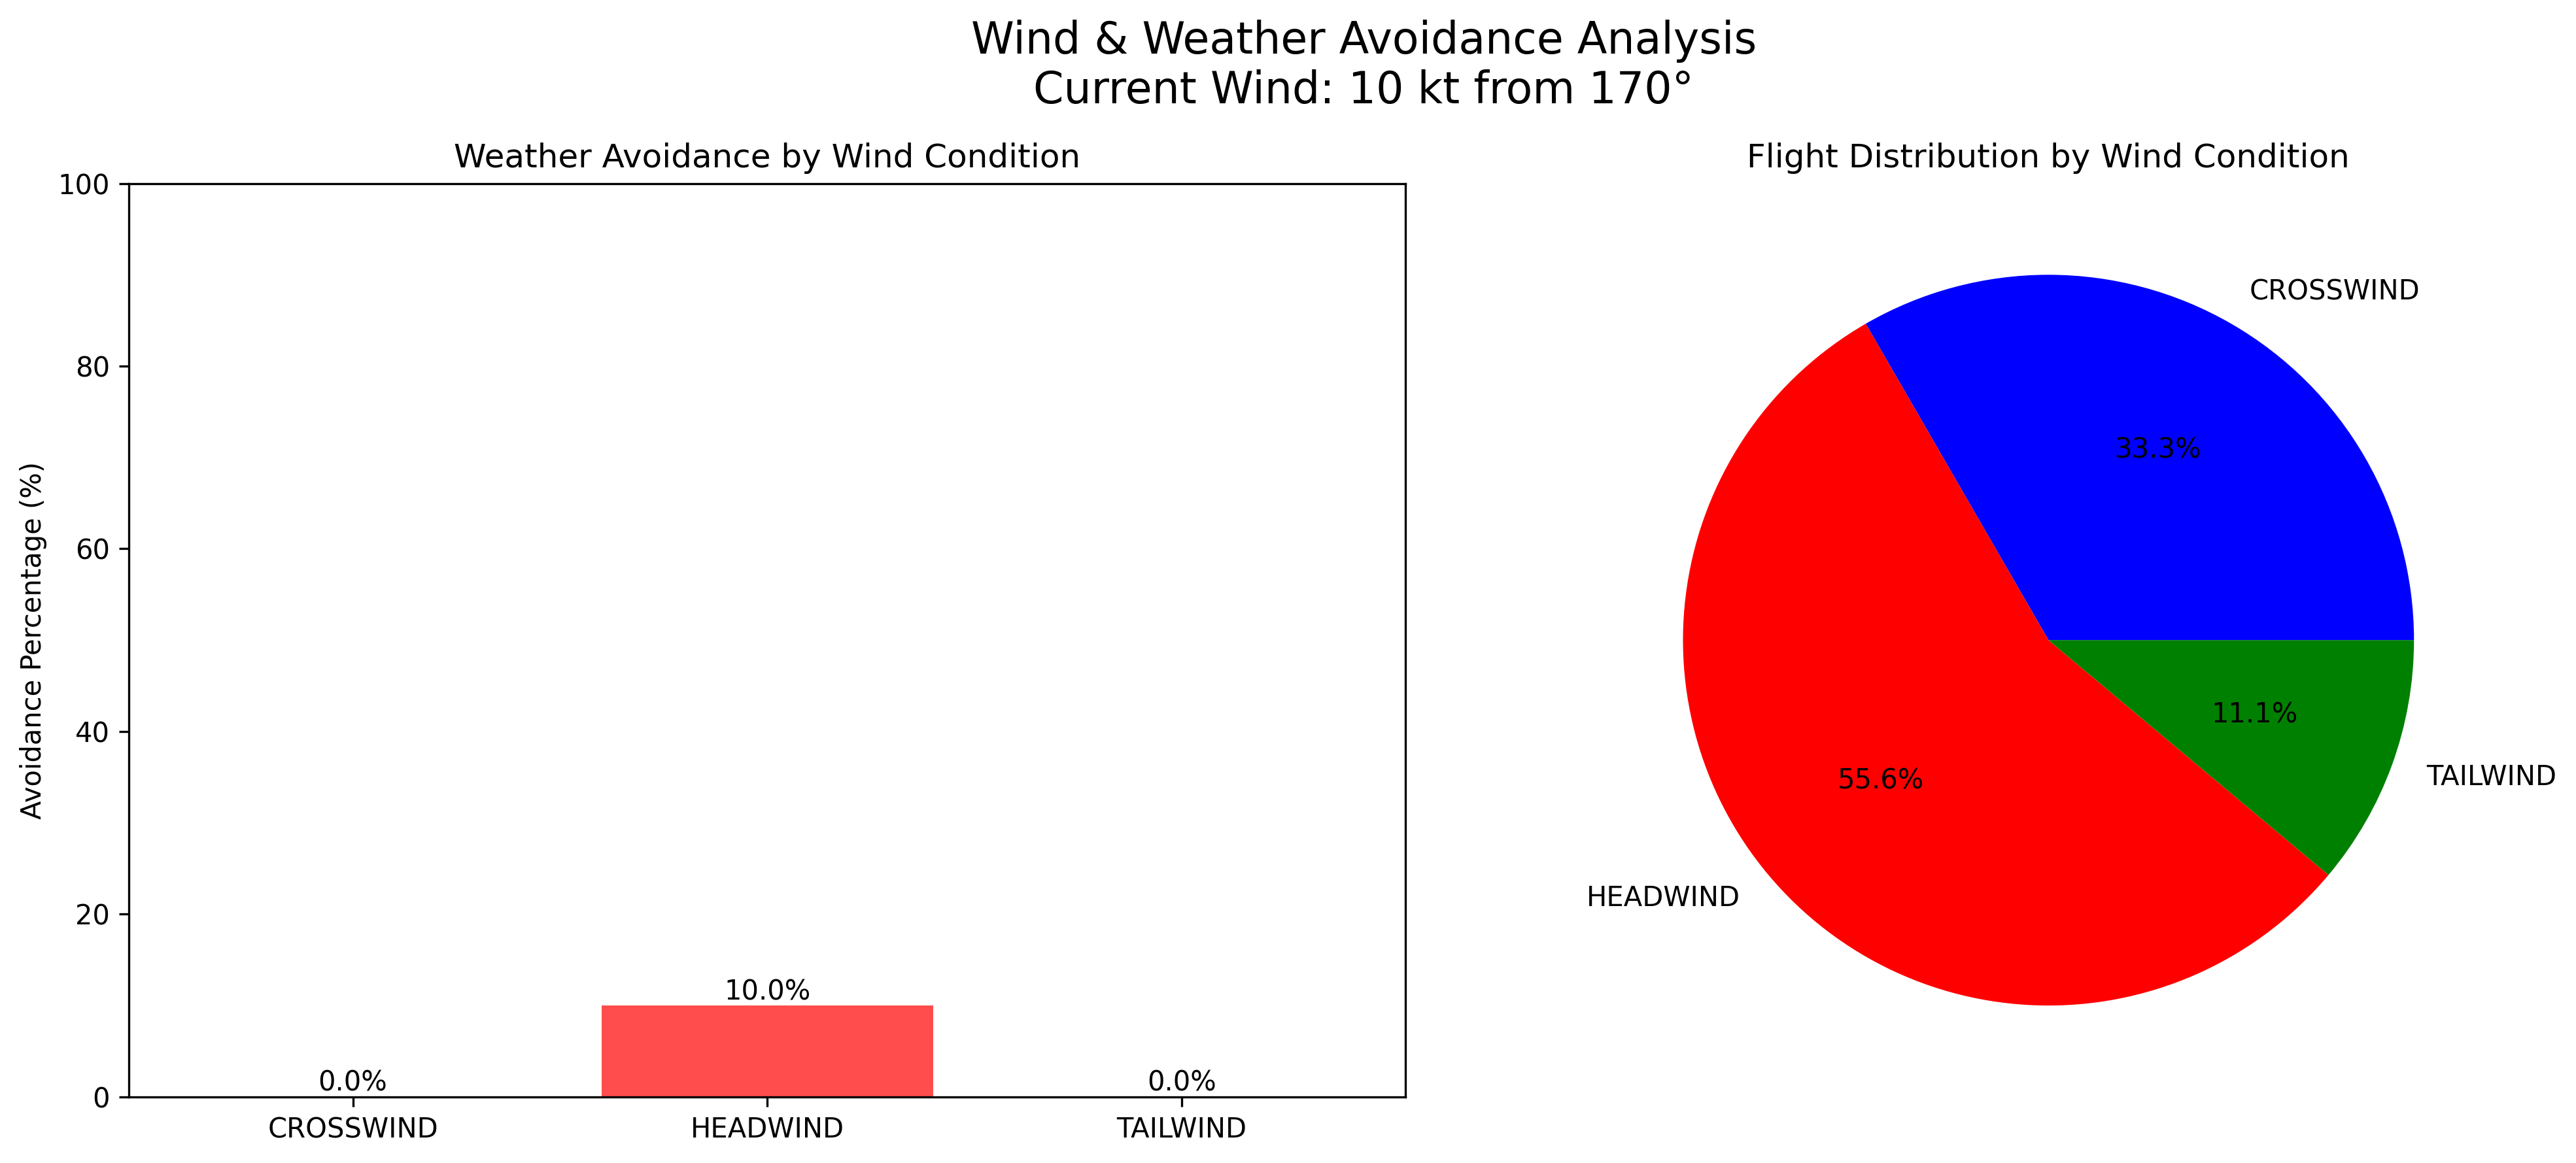 Wind & Weather Avoidance Analysis
Current Wind: 10 kt from 170°
Weather Avoidance by Wind Condition
100
80
60
40
20
0
Avoidance Percentage (%)
0.0%
10.0%
0.0%
CROSSWIND
HEADWIND
TAILWIND
Flight Distribution by Wind Condition
CROSSWIND
33.3%
11.1%
TAILWIND
55.6%
HEADWIND